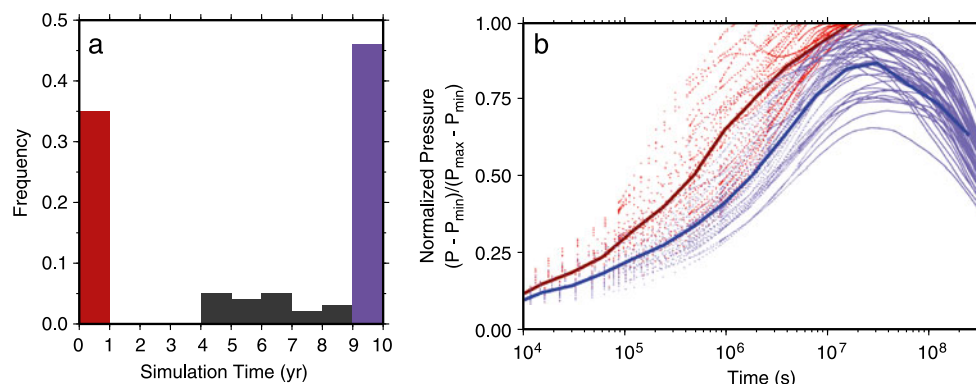 a
0.5
0.4
0.3
0.2
0.1
0.0
Frequency
0 1 2 3 4 5 6 7 8 9 10
Simulation Time (yr)
b
1.00
0.75
0.50
0.25
0.00
Normalized Pressure
(P - Pmin)/(Pmax - Pmin)
10⁴ 10⁵ 10⁶ 10⁷ 10⁸
Time (s)